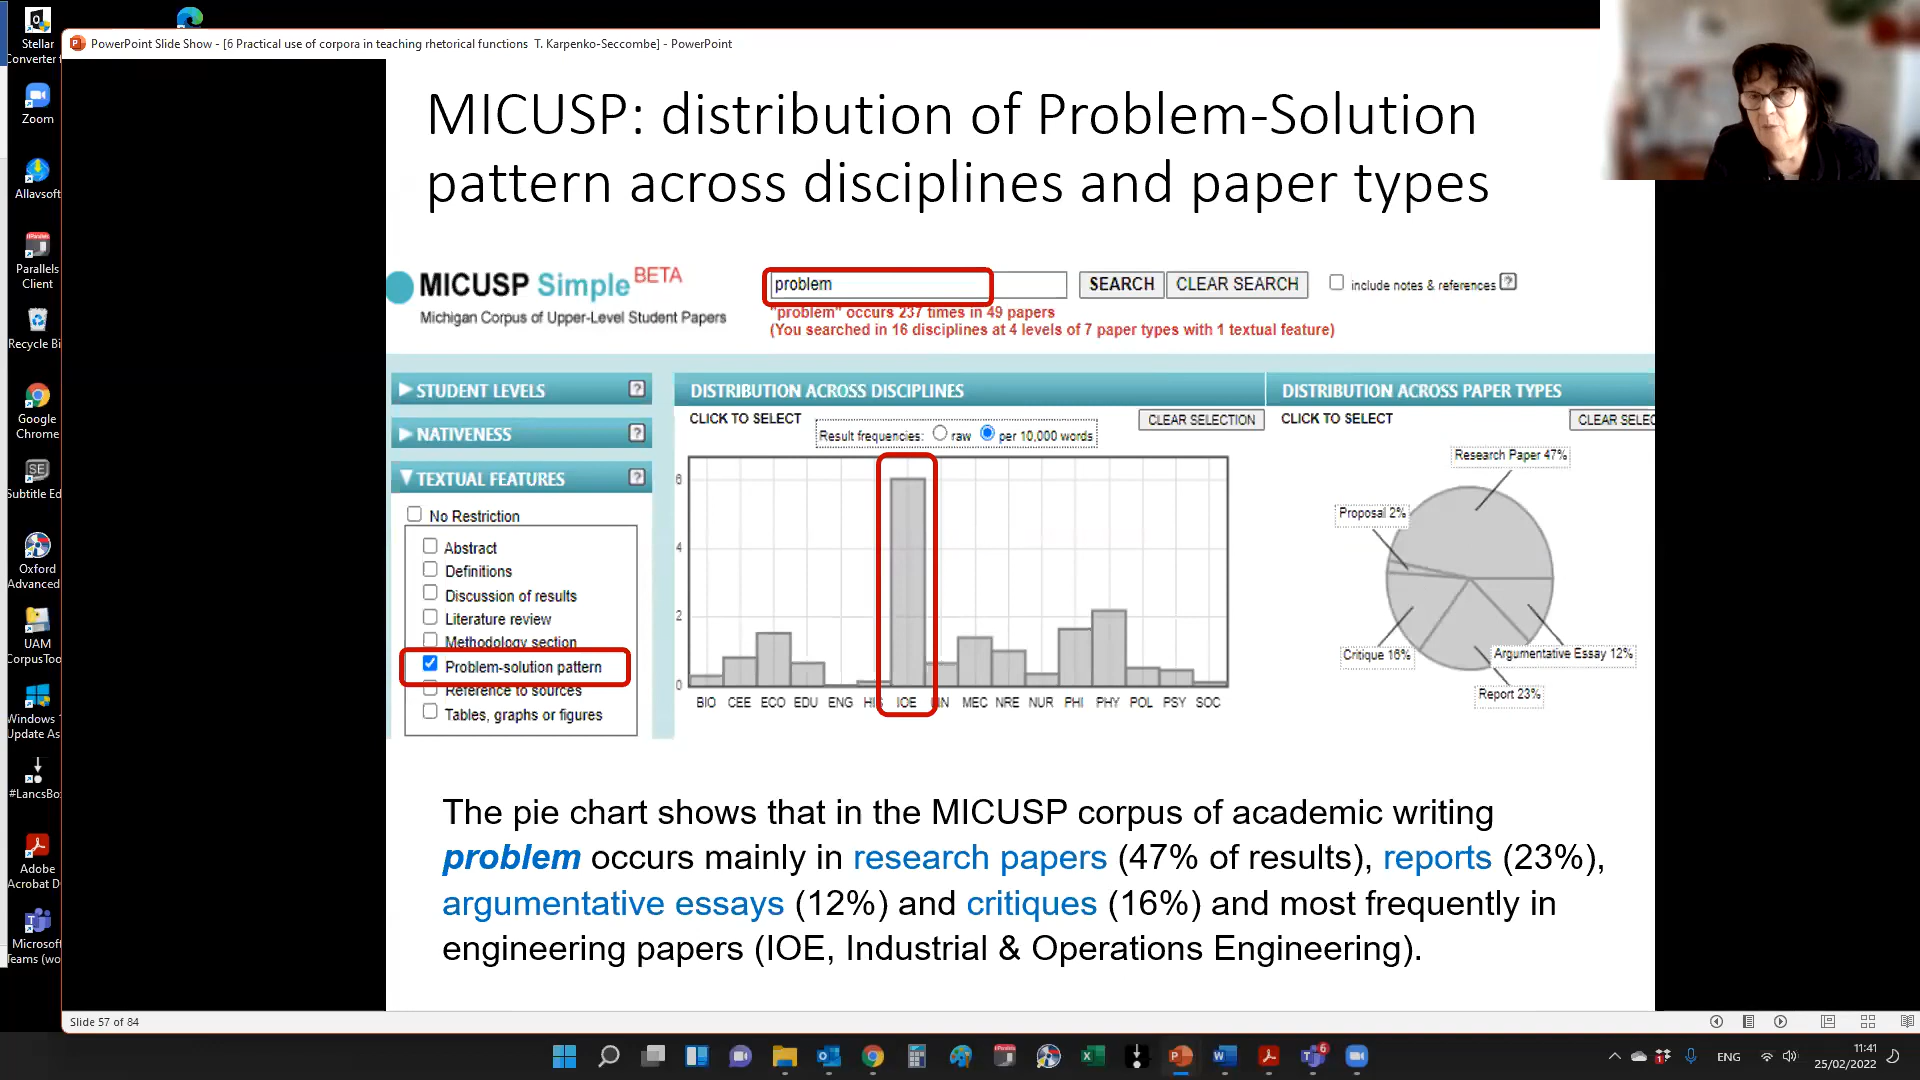 PowerPoint Slide Show - [6 Practical use of corpora in teaching rhetorical functions T. Karpenko-Seccombe] - PowerPoint
Stellar
Converter
Zoom
Allavsoft
Parallels
Client
Recycle Bi
Google
Chrome
Subtitle Ed
Oxford
Advanced
UAM
CorpusToo
Windows
Update As
#LancsBo
Adobe
Acrobat D
Microsof
Teams (wo
MICUSP: distribution of Problem-Solution
pattern across disciplines and paper types
MICUSP Simple BETA
Michigan Corpus of Upper-Level Student Papers
problem
SEARCH
CLEAR SEARCH
include notes & references ?
"problem" occurs 237 times in 49 papers
(You searched in 16 disciplines at 4 levels of 7 paper types with 1 textual feature)
STUDENT LEVELS ?
NATIVENESS ?
TEXTUAL FEATURES ?
No Restriction
Abstract
Definitions
Discussion of results
Literature review
Methodology section
Problem-solution pattern
Reference to sources
Tables, graphs or figures
DISTRIBUTION ACROSS DISCIPLINES
CLICK TO SELECT
Result frequencies: raw per 10,000 words
CLEAR SELECTION
6
4
2
0
BIO CEE ECO EDU ENG HI IOE IN MEC NRE NUR PHI PHY POL PSY SOC
DISTRIBUTION ACROSS PAPER TYPES
CLICK TO SELECT
CLEAR SELEC
Research Paper 47%
Proposal 2%
Critique 16%
Argumentative Essay 12%
Report 23%
The pie chart shows that in the MICUSP corpus of academic writing
problem occurs mainly in research papers (47% of results), reports (23%),
argumentative essays (12%) and critiques (16%) and most frequently in
engineering papers (IOE, Industrial & Operations Engineering).
Slide 57 of 84
ENG
11:41
25/02/2022